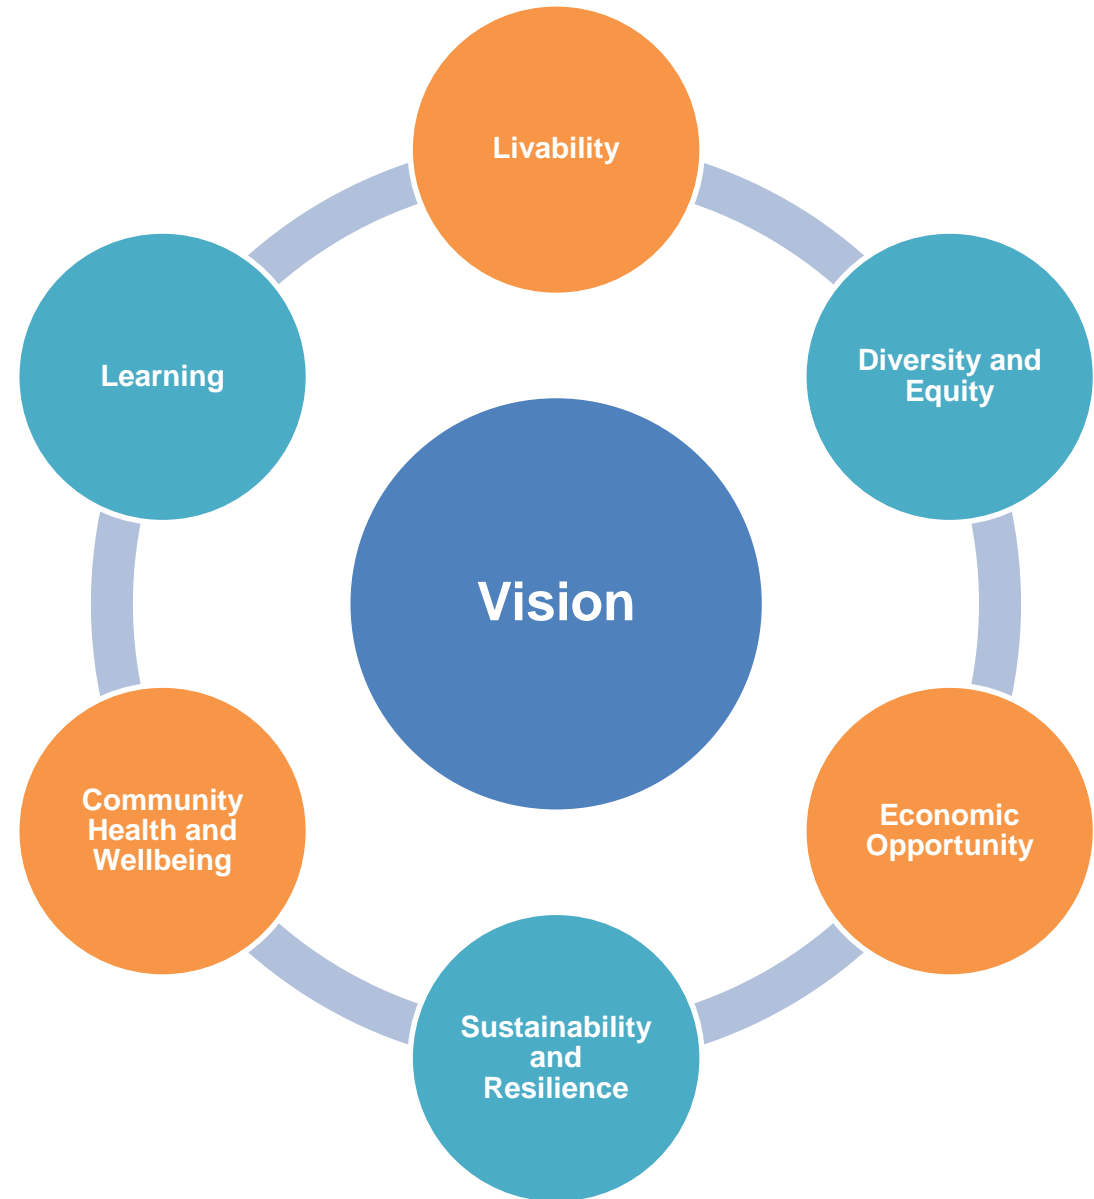 Livability
Diversity and
Equity
Learning
Vision
Economic
Opportunity
Community
Health and
Wellbeing
Sustainability
and
Resilience